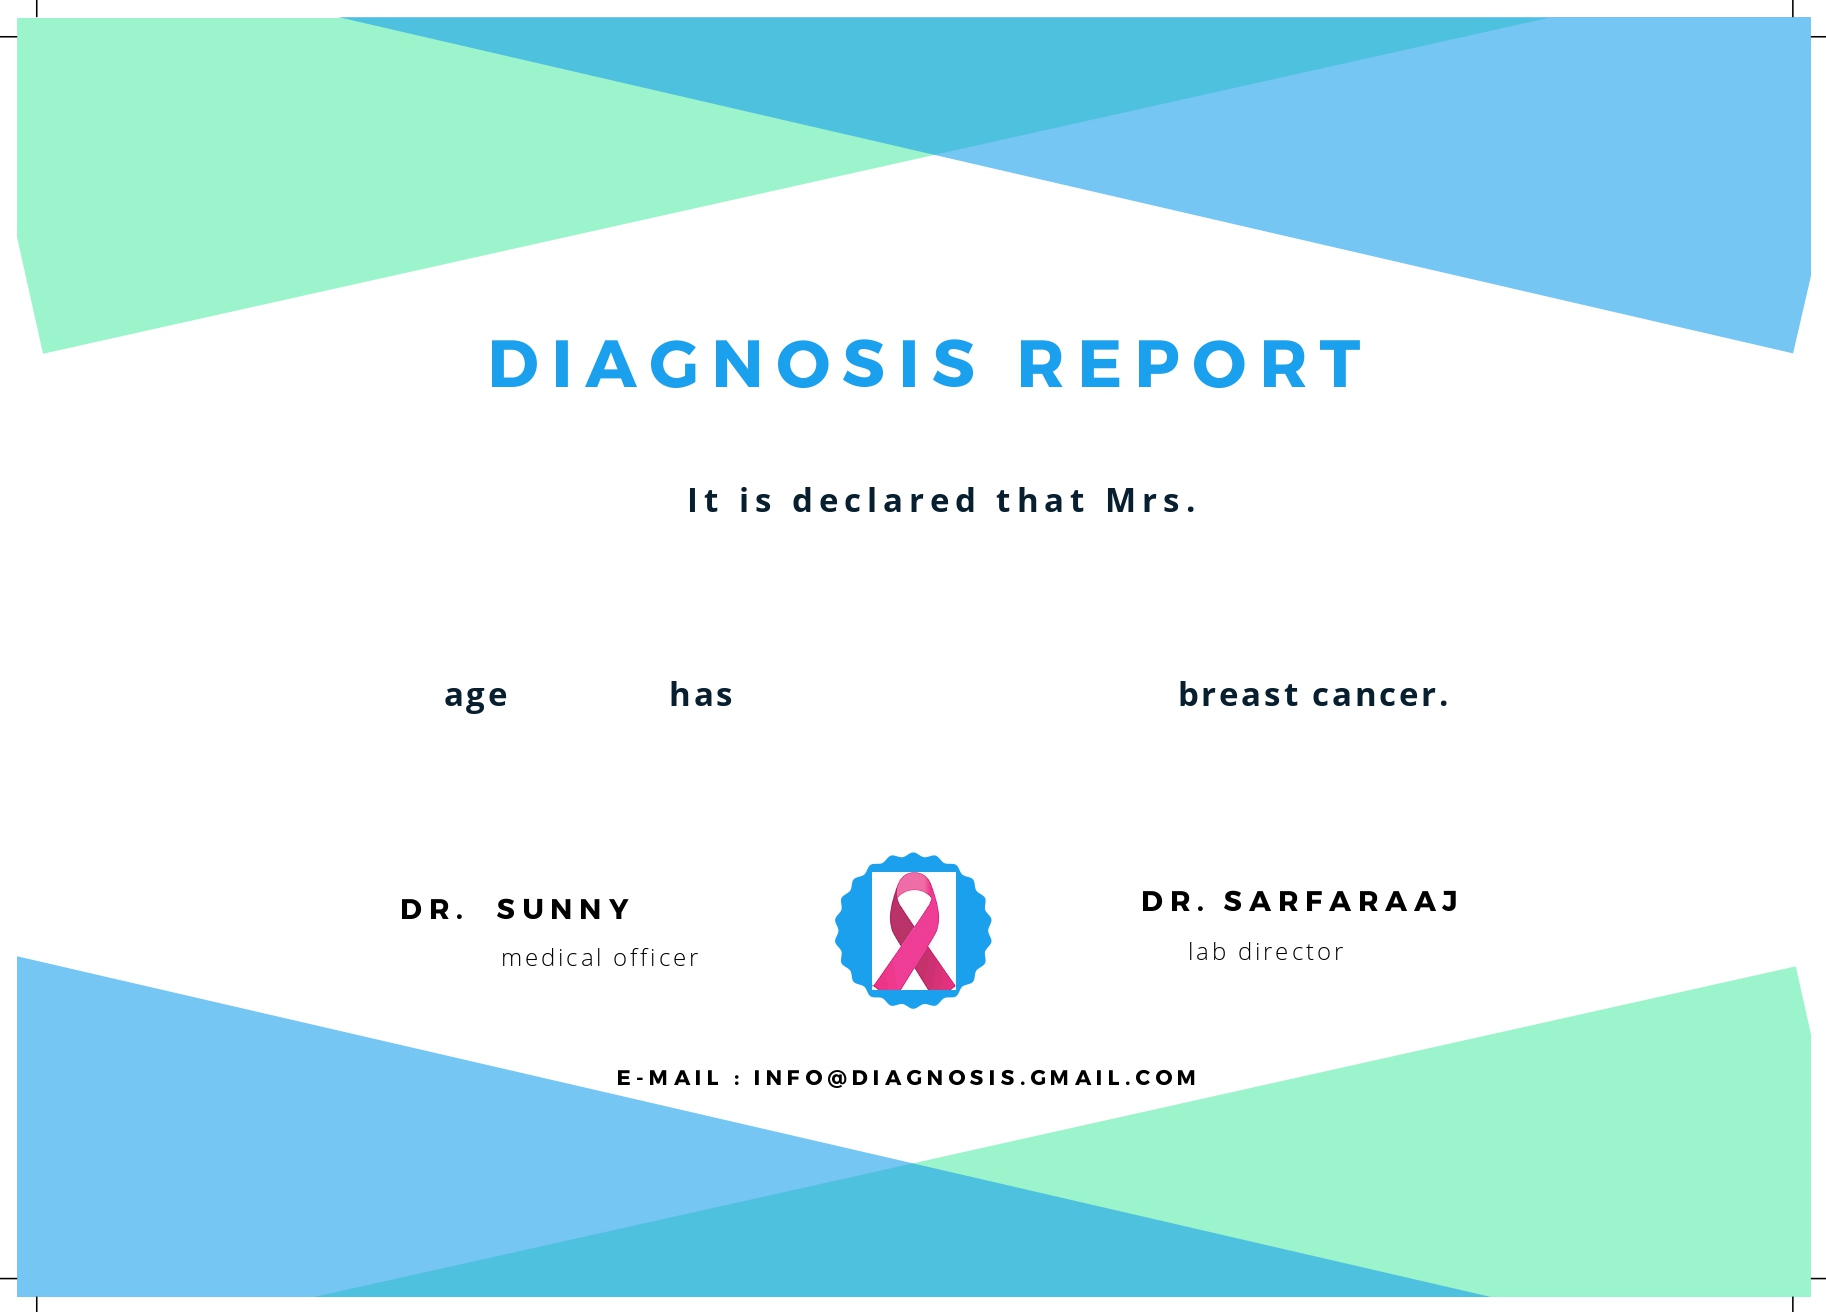 DIAGNOSIS REPORT
It is declared that Mrs.
age has breast cancer.
DR. SUNNY
medical officer
DR. SARFARAAJ
lab director
E-MAIL : INFO@DIAGNOSIS.GMAIL.COM